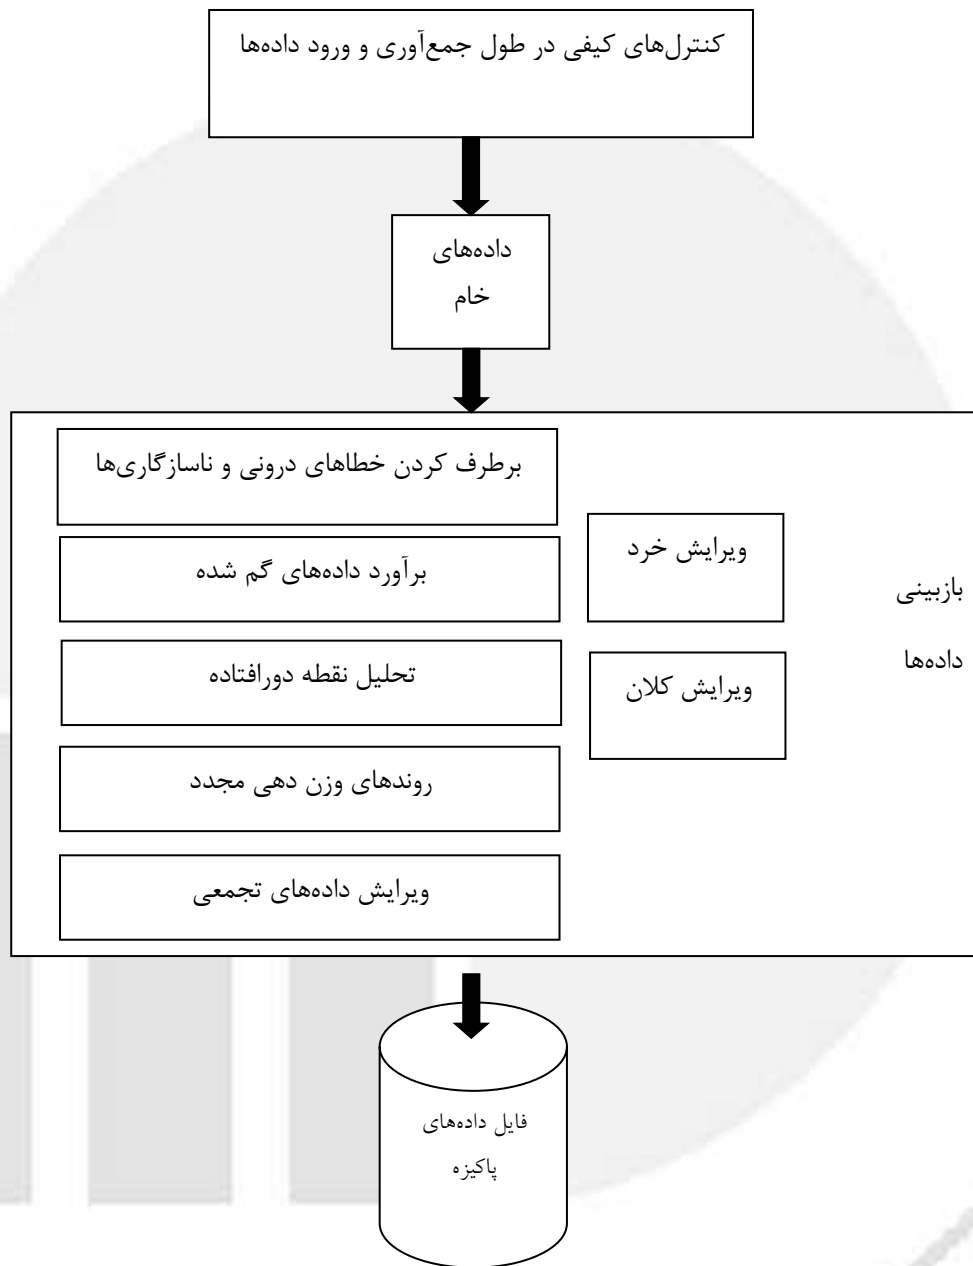 کنترل‌های کیفی در طول جمع‌آوری و ورود داده‌ها
داده‌های
خام
برطرف کردن خطاهای درونی و ناسازگاری‌ها
برآورد داده‌های گم شده
تحلیل نقطه دورافتاده
روندهای وزن دهی مجدد
ویرایش داده‌های تجمعی
ویرایش خرد
ویرایش کلان
بازبینی
داده‌ها
فایل داده‌های
پاکیزه